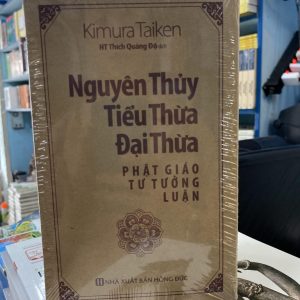 Kimura Taiken
HT Thích Quảng Độ dịch
Nguyên Thủy
Tiểu Thừa
Đại Thừa
PHẬT GIÁO
TƯ TƯỞNG
LUẬN
NHÀ XUẤT BẢN HỒNG ĐỨC